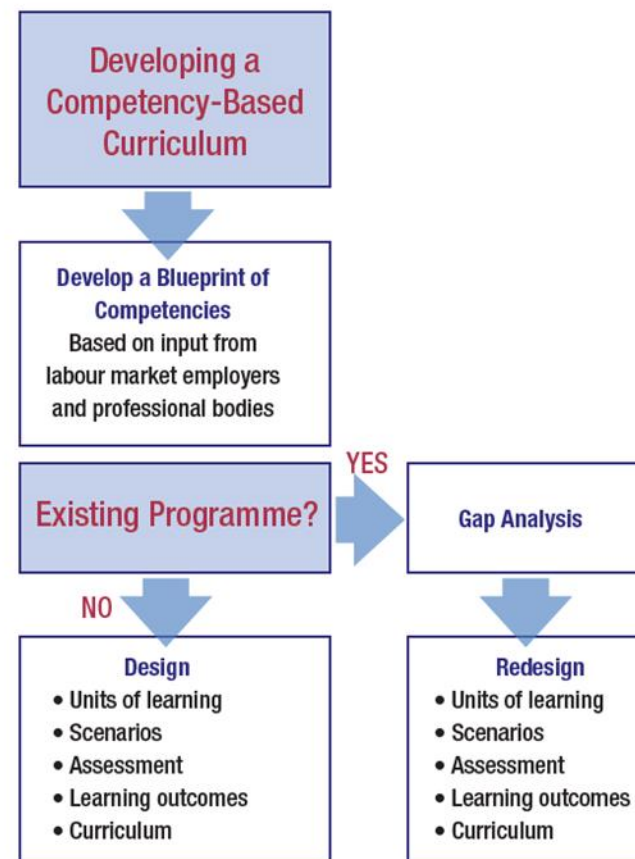 Developing a
Competency-Based
Curriculum
Develop a Blueprint of
Competencies
Based on input from
labour market employers
and professional bodies
Existing Programme?
YES
Gap Analysis
NO
Design
• Units of learning
• Scenarios
• Assessment
• Learning outcomes
• Curriculum
Redesign
• Units of learning
• Scenarios
• Assessment
• Learning outcomes
• Curriculum